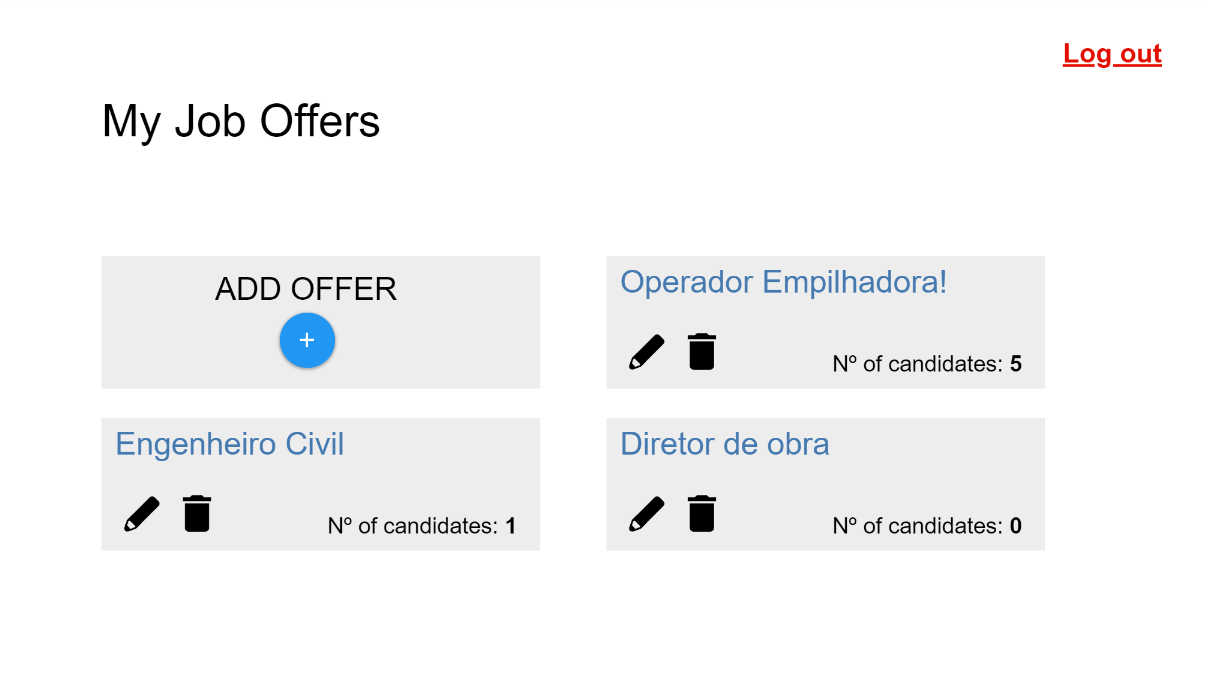 Log out
My Job Offers
ADD OFFER
+
Operador Empilhadora!
Nº of candidates: 5
Engenheiro Civil
Nº of candidates: 1
Diretor de obra
Nº of candidates: 0